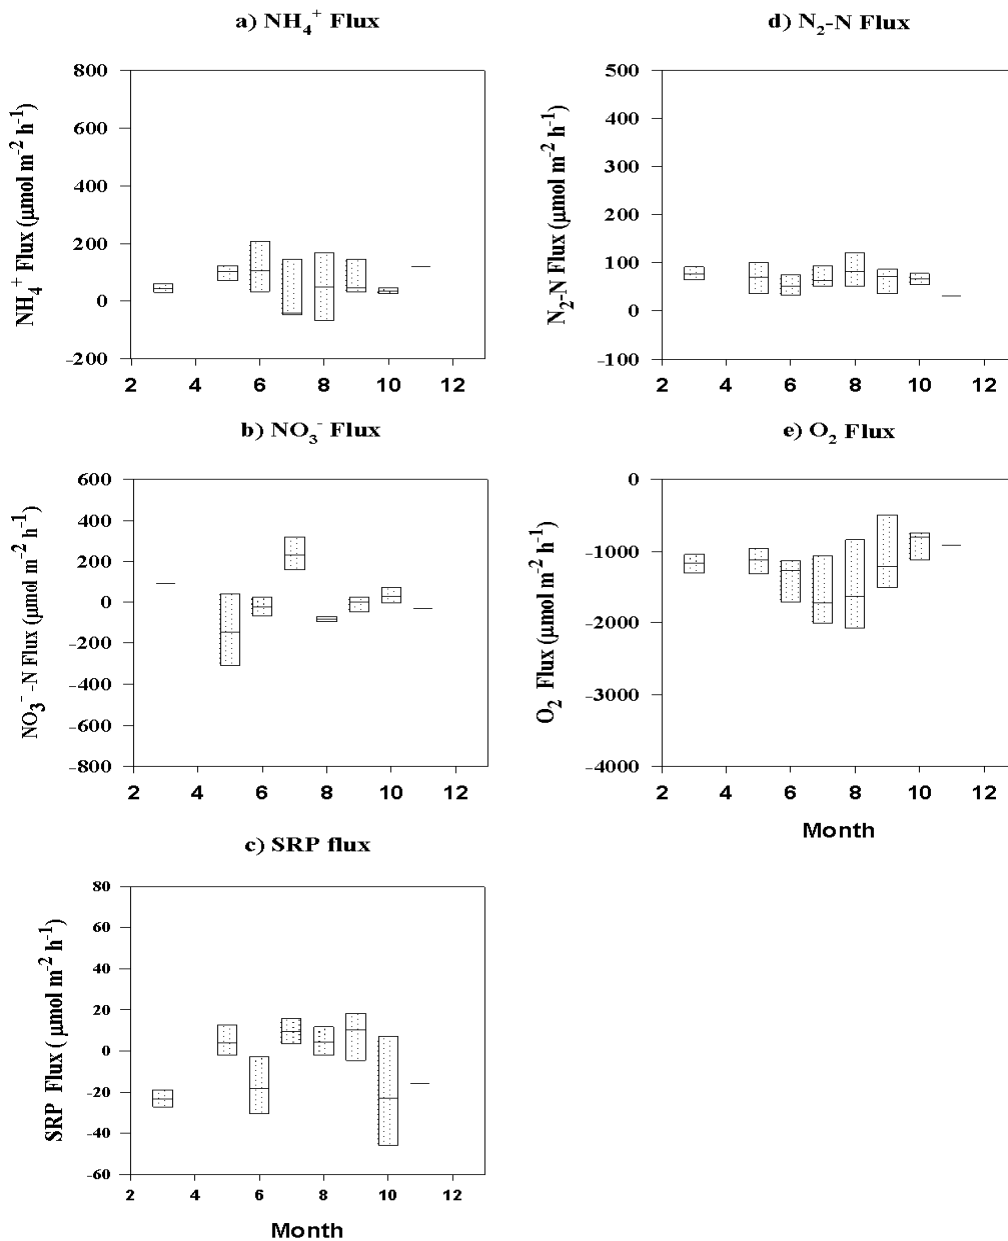 a) NH₄⁺ Flux
NH₄⁺ Flux (µmol m⁻² h⁻¹)
800
600
400
200
0
-200
2 4 6 8 10 12
b) NO₃⁻ Flux
NO₃⁻ -N Flux (µmol m⁻² h⁻¹)
600
400
200
0
-200
-400
-600
-800
2 4 6 8 10 12
c) SRP flux
SRP Flux ( µmol m⁻² h⁻¹)
80
60
40
20
0
-20
-40
-60
2 4 6 8 10 12
Month
d) N₂-N Flux
N₂-N Flux (µmol m⁻² h⁻¹)
500
400
300
200
100
0
-100
2 4 6 8 10 12
e) O₂ Flux
O₂ Flux (µmol m⁻² h⁻¹)
0
-1000
-2000
-3000
-4000
2 4 6 8 10 12
Month